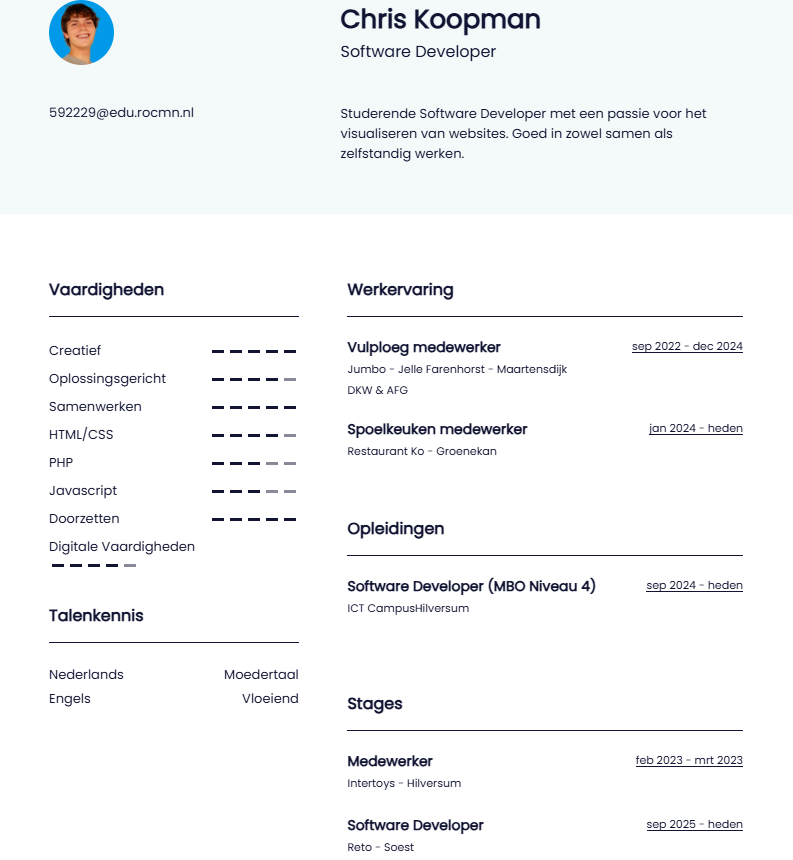 Chris Koopman
Software Developer
592229@edu.rocmn.nl
Studerende Software Developer met een passie voor het
visualiseren van websites. Goed in zowel samen als
zelfstandig werken.
Vaardigheden
Creatief
Oplossingsgericht
Samenwerken
HTML/CSS
PHP
Javascript
Doorzetten
Digitale Vaardigheden
Talenkennis
Nederlands Moedertaal
Engels Vloeiend
Werkervaring
Vulploeg medewerker sep 2022 - dec 2024
Jumbo - Jelle Farenhorst - Maartensdijk
DKW & AFG
Spoelkeuken medewerker jan 2024 - heden
Restaurant Ko - Groenekan
Opleidingen
Software Developer (MBO Niveau 4) sep 2024 - heden
ICT CampusHilversum
Stages
Medewerker feb 2023 - mrt 2023
Intertoys - Hilversum
Software Developer sep 2025 - heden
Reto - Soest